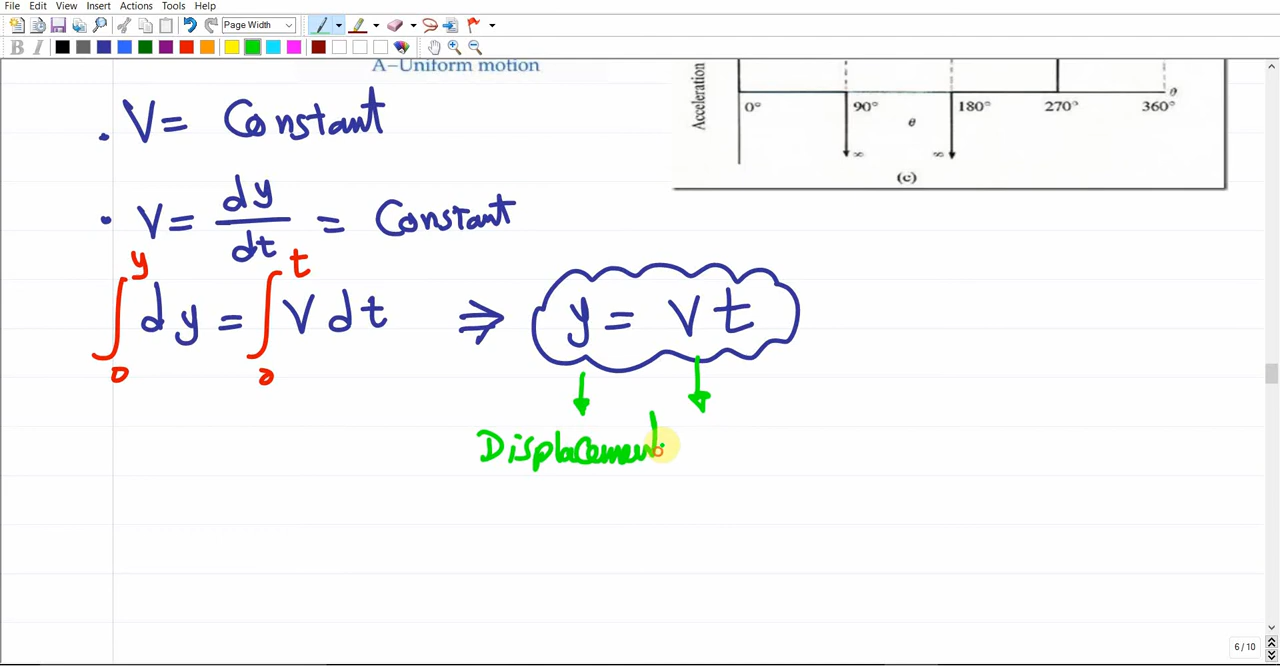 File Edit View Insert Actions Tools Help
Page Width
B I
A–Uniform motion
Acceleration
0° 90° 180° 270° 360° θ
θ
∞ ∞
(c)
. V = Constant
. V = dy/dt = Constant
∫₀ʸ dy = ∫₀ᵗ V dt ⇒ y = V t
Displacement
6 / 10